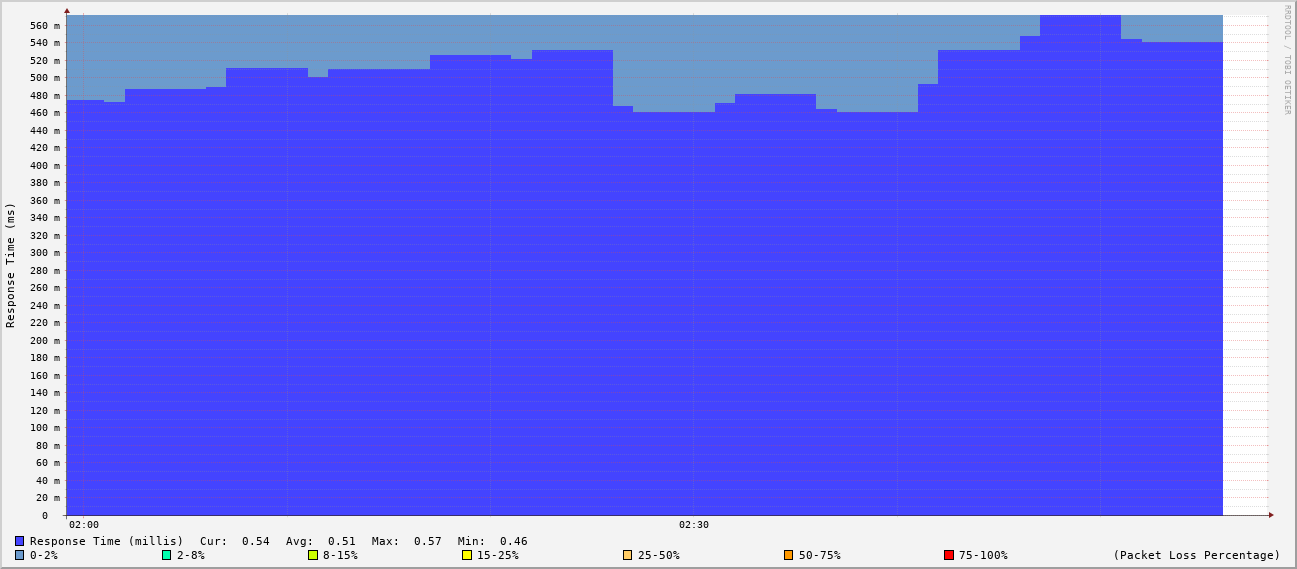 RRDTOOL / TOBI OETIKER
Response Time (ms)
560 m
540 m
520 m
500 m
480 m
460 m
440 m
420 m
400 m
380 m
360 m
340 m
320 m
300 m
280 m
260 m
240 m
220 m
200 m
180 m
160 m
140 m
120 m
100 m
80 m
60 m
40 m
20 m
0
02:00 02:30
Response Time (millis) Cur: 0.54 Avg: 0.51 Max: 0.57 Min: 0.46
0-2% 2-8% 8-15% 15-25% 25-50% 50-75% 75-100% (Packet Loss Percentage)